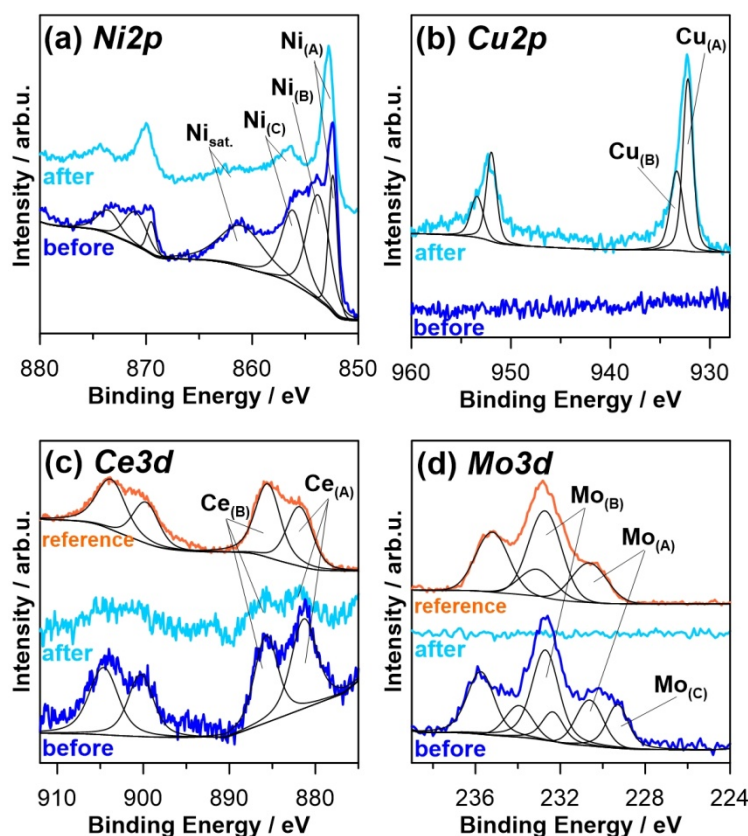 (a) Ni2p
Ni(A)
Ni(B)
Ni(C)
Nisat.
after
before
Intensity / arb.u.
880 870 860 850
Binding Energy / eV
(b) Cu2p
Cu(A)
Cu(B)
after
before
Intensity / arb.u.
960 950 940 930
Binding Energy / eV
(c) Ce3d
Ce(A)
Ce(B)
reference
after
before
Intensity / arb.u.
910 900 890 880
Binding Energy / eV
(d) Mo3d
Mo(B)
Mo(A)
reference
after
Mo(C)
before
Intensity / arb.u.
236 232 228 224
Binding Energy / eV